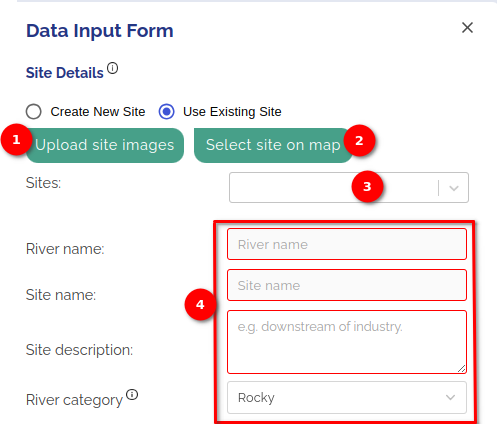 Data Input Form
Site Details
Create New Site Use Existing Site
1 Upload site images Select site on map 2
Sites: 3
River name: River name
Site name: Site name
4
Site description: e.g. downstream of industry.
River category Rocky